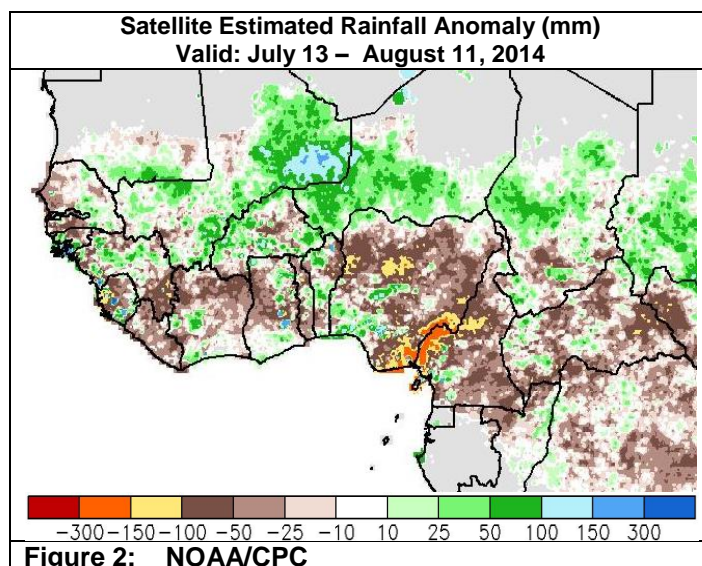 Satellite Estimated Rainfall Anomaly (mm)
Valid: July 13 – August 11, 2014
-300 -150 -100 -50 -25 -10 10 25 50 100 150 300
Figure 2: NOAA/CPC